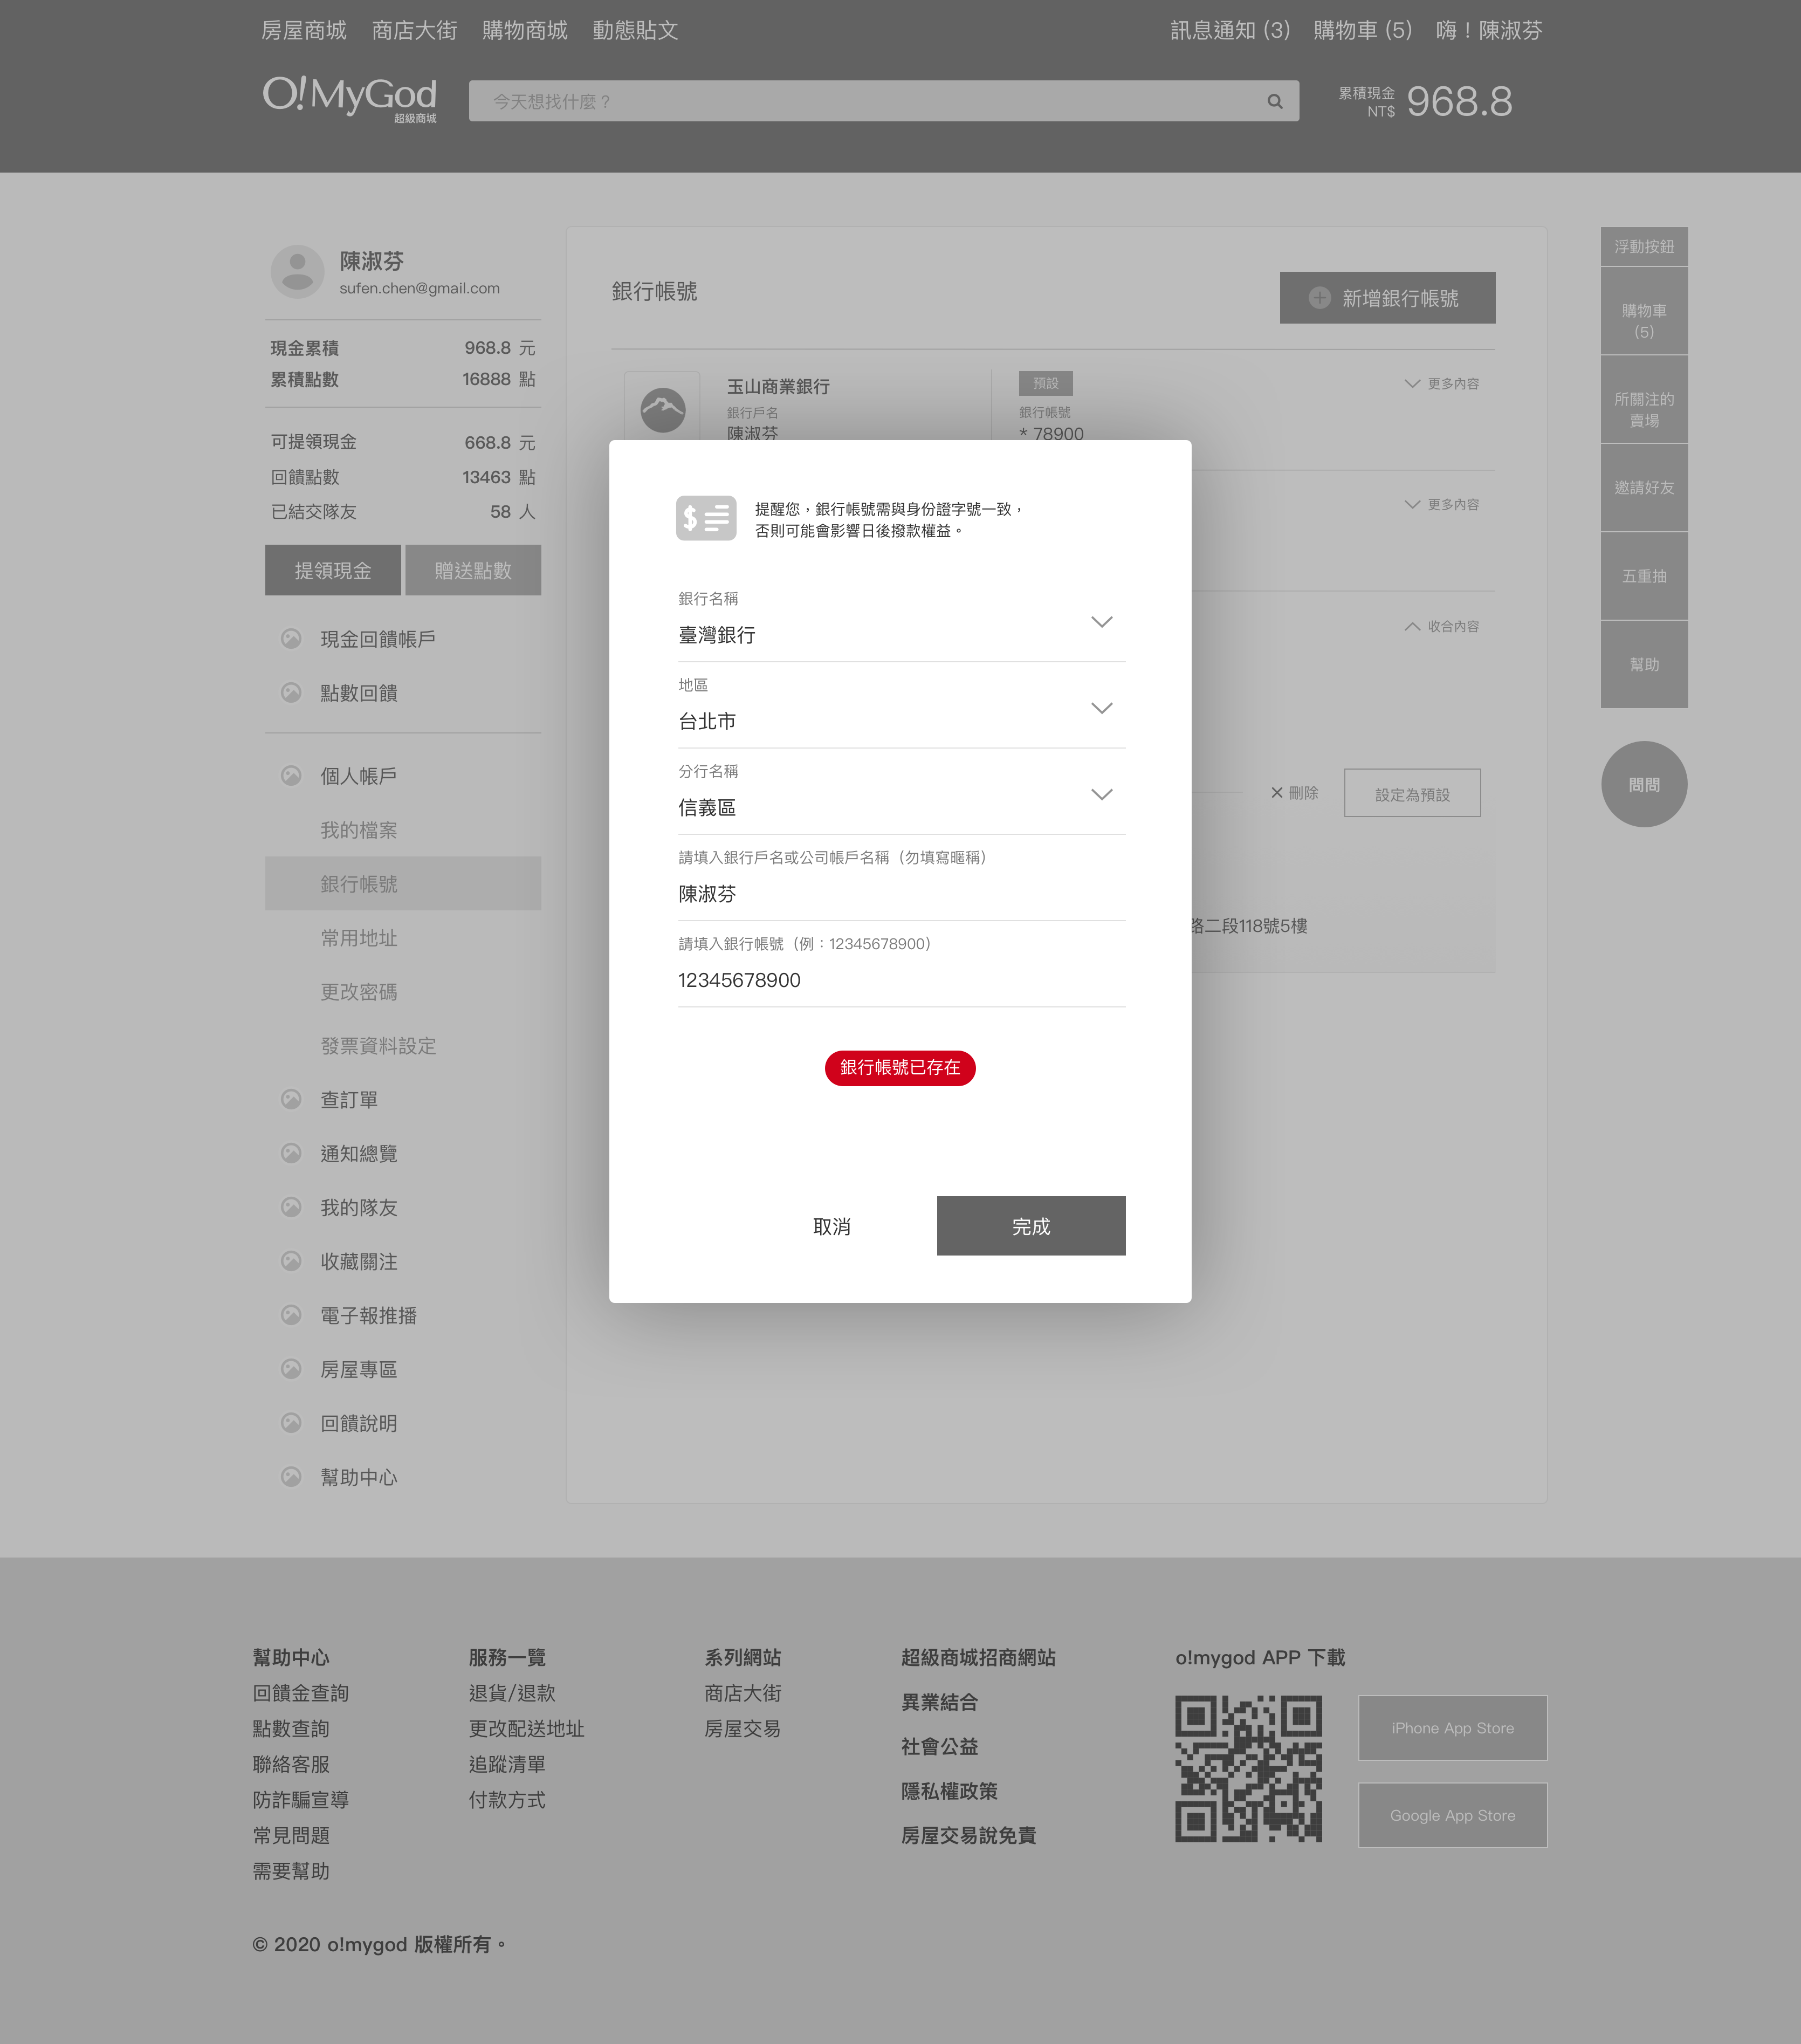 房屋商城 商店大街 購物商城 動態貼文 訊息通知 (3) 購物車 (5) 嗨！陳淑芬
O!MyGod
超級商城
今天想找什麼？
累積現金
NT$
968.8
陳淑芬
sufen.chen@gmail.com
現金累積 968.8 元
累積點數 16888 點
可提領現金 668.8 元
回饋點數 13463 點
已結交隊友 58 人
提領現金 贈送點數
現金回饋帳戶
點數回饋
個人帳戶
我的檔案
銀行帳號
常用地址
更改密碼
發票資料設定
查訂單
通知總覽
我的隊友
收藏關注
電子報推播
房屋專區
回饋說明
幫助中心
銀行帳號
新增銀行帳號
玉山商業銀行
銀行戶名
陳淑芬
預設
銀行帳號
* 78900
更多內容
更多內容
收合內容
刪除
設定為預設
路二段118號5樓
提醒您，銀行帳號需與身份證字號一致，
否則可能會影響日後撥款權益。
銀行名稱
臺灣銀行
地區
台北市
分行名稱
信義區
請填入銀行戶名或公司帳戶名稱（勿填寫暱稱）
陳淑芬
請填入銀行帳號（例：12345678900）
12345678900
銀行帳號已存在
取消
完成
浮動按鈕
購物車
(5)
所關注的
賣場
邀請好友
五重抽
幫助
問問
幫助中心
回饋金查詢
點數查詢
聯絡客服
防詐騙宣導
常見問題
需要幫助
服務一覽
退貨/退款
更改配送地址
追蹤清單
付款方式
系列網站
商店大街
房屋交易
超級商城招商網站
異業結合
社會公益
隱私權政策
房屋交易說免責
o!mygod APP 下載
iPhone App Store
Google App Store
© 2020 o!mygod 版權所有。